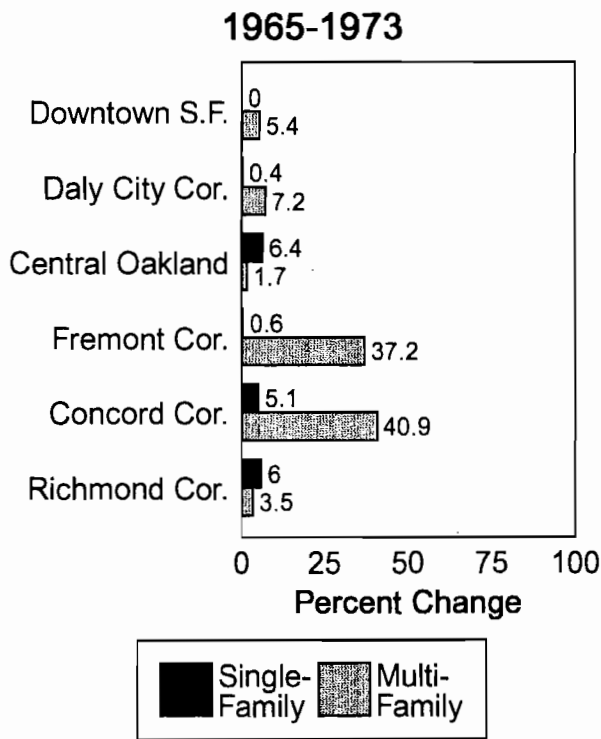 1965-1973
Downtown S.F.
0
5.4
Daly City Cor.
0.4
7.2
Central Oakland
6.4
1.7
Fremont Cor.
0.6
37.2
Concord Cor.
5.1
40.9
Richmond Cor.
6
3.5
0 25 50 75 100
Percent Change
Single-
Family
Multi-
Family